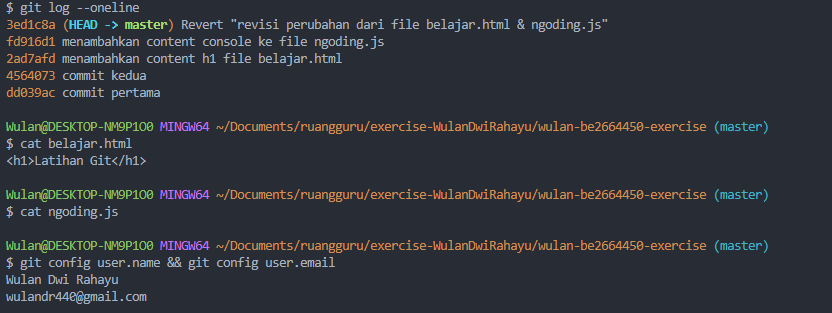 $ git log --oneline
3ed1c8a (HEAD -> master) Revert "revisi perubahan dari file belajar.html & ngoding.js"
fd916d1 menambahkan content console ke file ngoding.js
2ad7afd menambahkan content h1 file belajar.html
4564073 commit kedua
dd039ac commit pertama
Wulan@DESKTOP-NM9P1O0 MINGW64 ~/Documents/ruangguru/exercise-WulanDwiRahayu/wulan-be2664450-exercise (master)
$ cat belajar.html
<h1>Latihan Git</h1>
Wulan@DESKTOP-NM9P1O0 MINGW64 ~/Documents/ruangguru/exercise-WulanDwiRahayu/wulan-be2664450-exercise (master)
$ cat ngoding.js
Wulan@DESKTOP-NM9P1O0 MINGW64 ~/Documents/ruangguru/exercise-WulanDwiRahayu/wulan-be2664450-exercise (master)
$ git config user.name && git config user.email
Wulan Dwi Rahayu
wulandr440@gmail.com